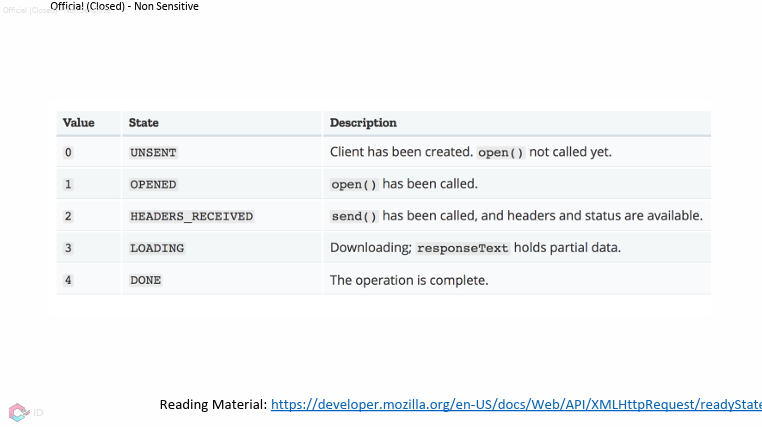 Official (Closed) - Non Sensitive
Value State Description
0 UNSENT Client has been created. open() not called yet.
1 OPENED open() has been called.
2 HEADERS_RECEIVED send() has been called, and headers and status are available.
3 LOADING Downloading; responseText holds partial data.
4 DONE The operation is complete.
Reading Material: https://developer.mozilla.org/en-US/docs/Web/API/XMLHttpRequest/readyState
ID